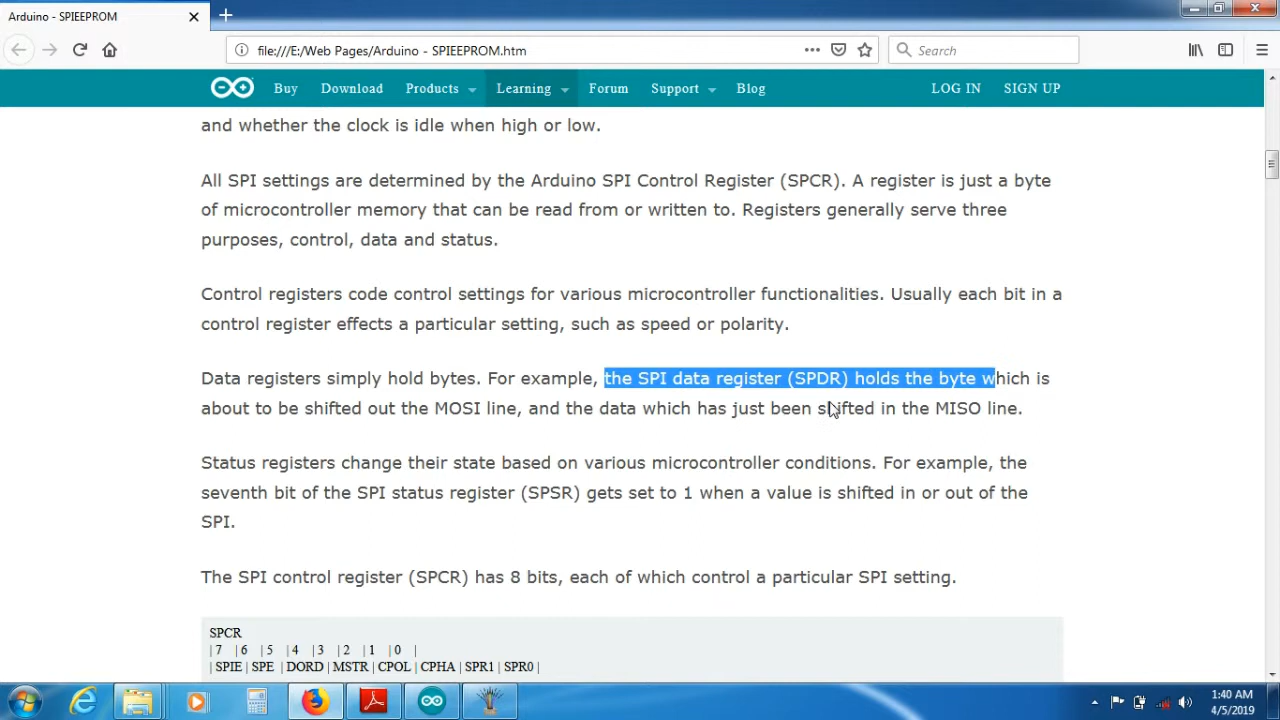 Arduino - SPIEEPROM
file:///E:/Web Pages/Arduino - SPIEEPROM.htm
Search
Buy Download Products Learning Forum Support Blog LOG IN SIGN UP
and whether the clock is idle when high or low.
All SPI settings are determined by the Arduino SPI Control Register (SPCR). A register is just a byte
of microcontroller memory that can be read from or written to. Registers generally serve three
purposes, control, data and status.
Control registers code control settings for various microcontroller functionalities. Usually each bit in a
control register effects a particular setting, such as speed or polarity.
Data registers simply hold bytes. For example, the SPI data register (SPDR) holds the byte which is
about to be shifted out the MOSI line, and the data which has just been shifted in the MISO line.
Status registers change their state based on various microcontroller conditions. For example, the
seventh bit of the SPI status register (SPSR) gets set to 1 when a value is shifted in or out of the
SPI.
The SPI control register (SPCR) has 8 bits, each of which control a particular SPI setting.
SPCR
| 7 | 6 | 5 | 4 | 3 | 2 | 1 | 0 |
| SPIE | SPE | DORD | MSTR | CPOL | CPHA | SPR1 | SPR0 |
1:40 AM
4/5/2019